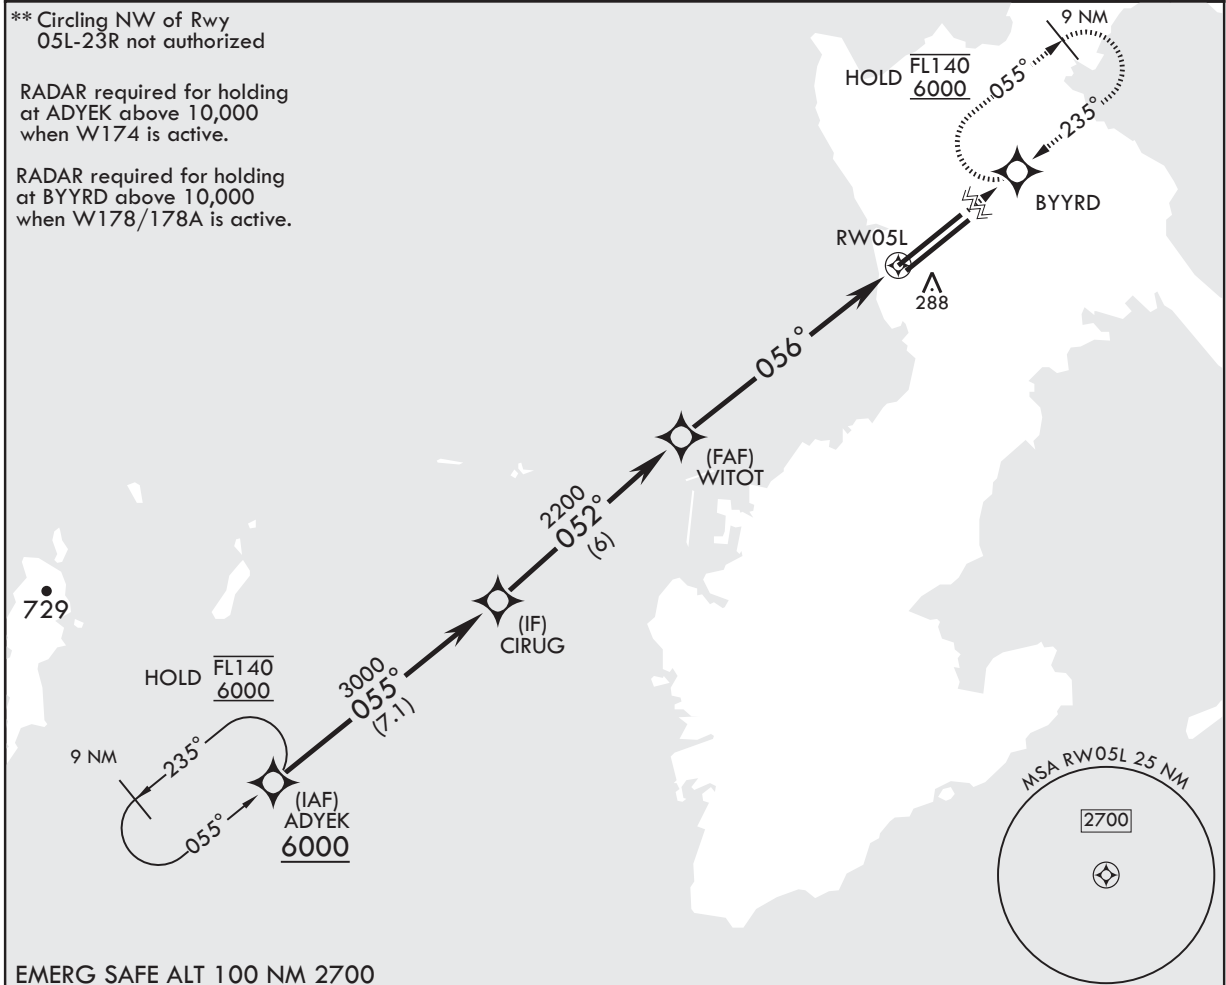 ** Circling NW of Rwy
05L-23R not authorized
RADAR required for holding
at ADYEK above 10,000
when W174 is active.
RADAR required for holding
at BYYRD above 10,000
when W178/178A is active.
9 NM
HOLD FL140
6000
055°
235°
BYYRD
RW05L
288
056°
(FAF)
WITOT
2200
052°
(6)
729
(IF)
CIRUG
HOLD FL140
6000
3000
055°
(7.1)
9 NM
235°
055°
(IAF)
ADYEK
6000
MSA RW05L 25 NM
2700
EMERG SAFE ALT 100 NM 2700